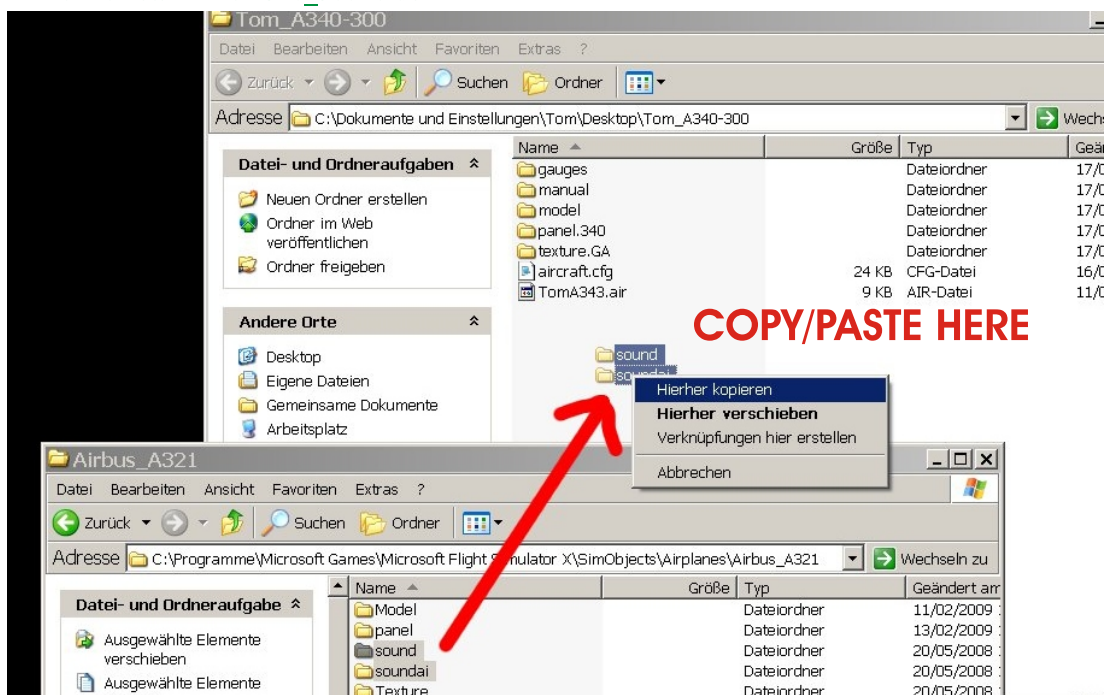 Tom_A340-300
Datei Bearbeiten Ansicht Favoriten Extras ?
Zurück Suchen Ordner
Adresse C:\Dokumente und Einstellungen\Tom\Desktop\Tom_A340-300
Name Größe Typ
Datei- und Ordneraufgaben
Neuen Ordner erstellen
Ordner im Web
veröffentlichen
Ordner freigeben
Andere Orte
Desktop
Eigene Dateien
Gemeinsame Dokumente
Arbeitsplatz
gauges Dateiordner
manual Dateiordner
model Dateiordner
panel.340 Dateiordner
texture.GA Dateiordner
aircraft.cfg 24 KB CFG-Datei
TomA343.air 9 KB AIR-Datei
COPY/PASTE HERE
sound
soundai
Hierher kopieren
Hierher verschieben
Verknüpfungen hier erstellen
Abbrechen
Airbus_A321
Datei Bearbeiten Ansicht Favoriten Extras ?
Zurück Suchen Ordner
Adresse C:\Programme\Microsoft Games\Microsoft Flight Simulator X\SimObjects\Airplanes\Airbus_A321 Wechseln zu
Name Größe Typ Geändert am
Datei- und Ordneraufgabe
Ausgewählte Elemente
verschieben
Ausgewählte Elemente
Model Dateiordner 11/02/2009
panel Dateiordner 13/02/2009
sound Dateiordner 20/05/2008
soundai Dateiordner 20/05/2008
Texture Dateiordner 20/05/2008